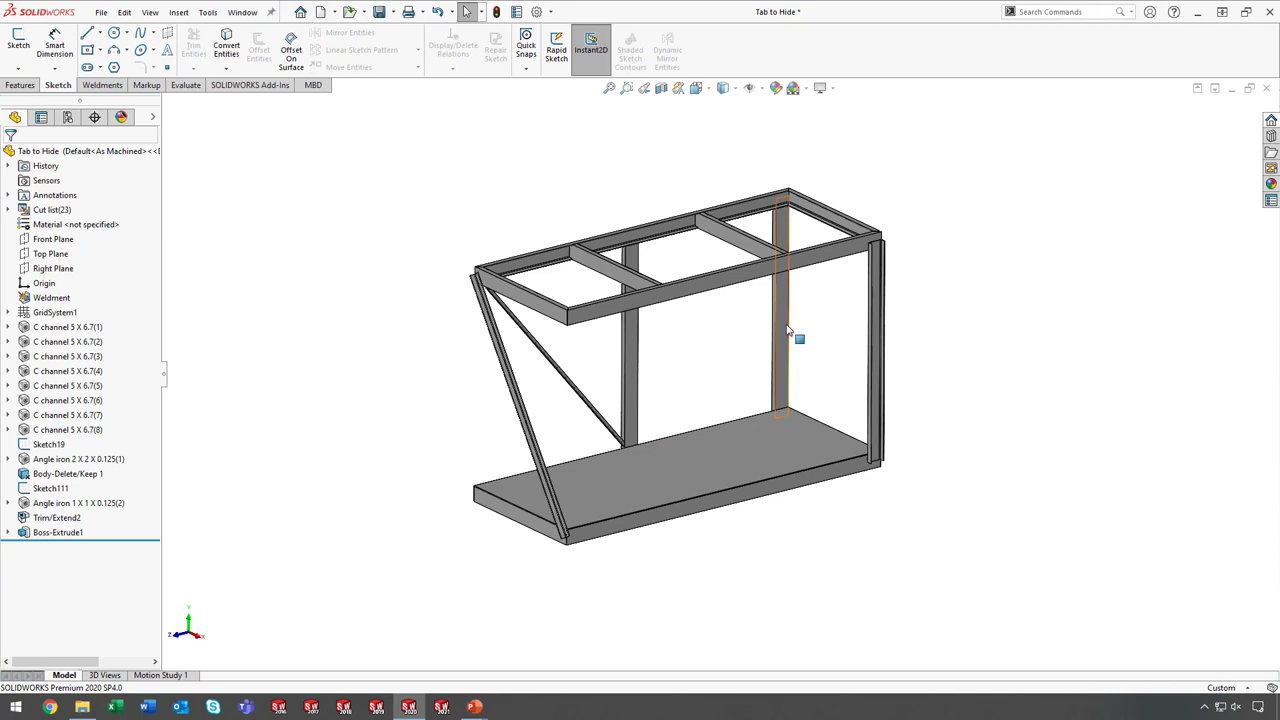 SOLIDWORKS File Edit View Insert Tools Window Tab to Hide * Search Commands
Sketch Smart Dimension Trim Entities Convert Entities Offset Entities Offset On Surface Mirror Entities Linear Sketch Pattern Move Entities Display/Delete Relations Repair Sketch Quick Snaps Rapid Sketch Instant2D Shaded Sketch Contours Dynamic Mirror Entities
Features Sketch Weldments Markup Evaluate SOLIDWORKS Add-Ins MBD
Tab to Hide (Default<As Machined><<
History
Sensors
Annotations
Cut list(23)
Material <not specified>
Front Plane
Top Plane
Right Plane
Origin
Weldment
GridSystem1
C channel 5 X 6.7(1)
C channel 5 X 6.7(2)
C channel 5 X 6.7(3)
C channel 5 X 6.7(4)
C channel 5 X 6.7(5)
C channel 5 X 6.7(6)
C channel 5 X 6.7(7)
C channel 5 X 6.7(8)
Sketch19
Angle iron 2 X 2 X 0.125(1)
Body-Delete/Keep 1
Sketch111
Angle iron 1 X 1 X 0.125(2)
Trim/Extend2
Boss-Extrude1
Y
Z X
Model 3D Views Motion Study 1
SOLIDWORKS Premium 2020 SP4.0 Custom
2016 2017 2018 2019 2020 2021